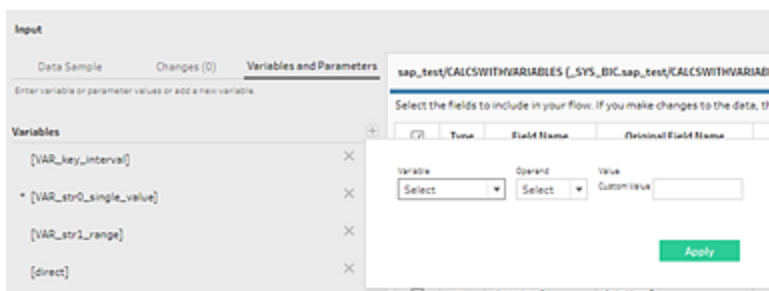 Input
Data Sample Changes (0) Variables and Parameters
Enter variable or parameter values or add a new variable.
sap_test/CALCSWITHVARIABLES (_SYS_BIC.sap_test/CALCSWITHVARIAB
Select the fields to include in your flow. If you make changes to the data, th
Variables
Type Field Name Original Field Name
[VAR_key_interval]
* [VAR_str0_single_value]
[VAR_str1_range]
[direct]
Variable Operand Value
Select Select Custom Value
Apply